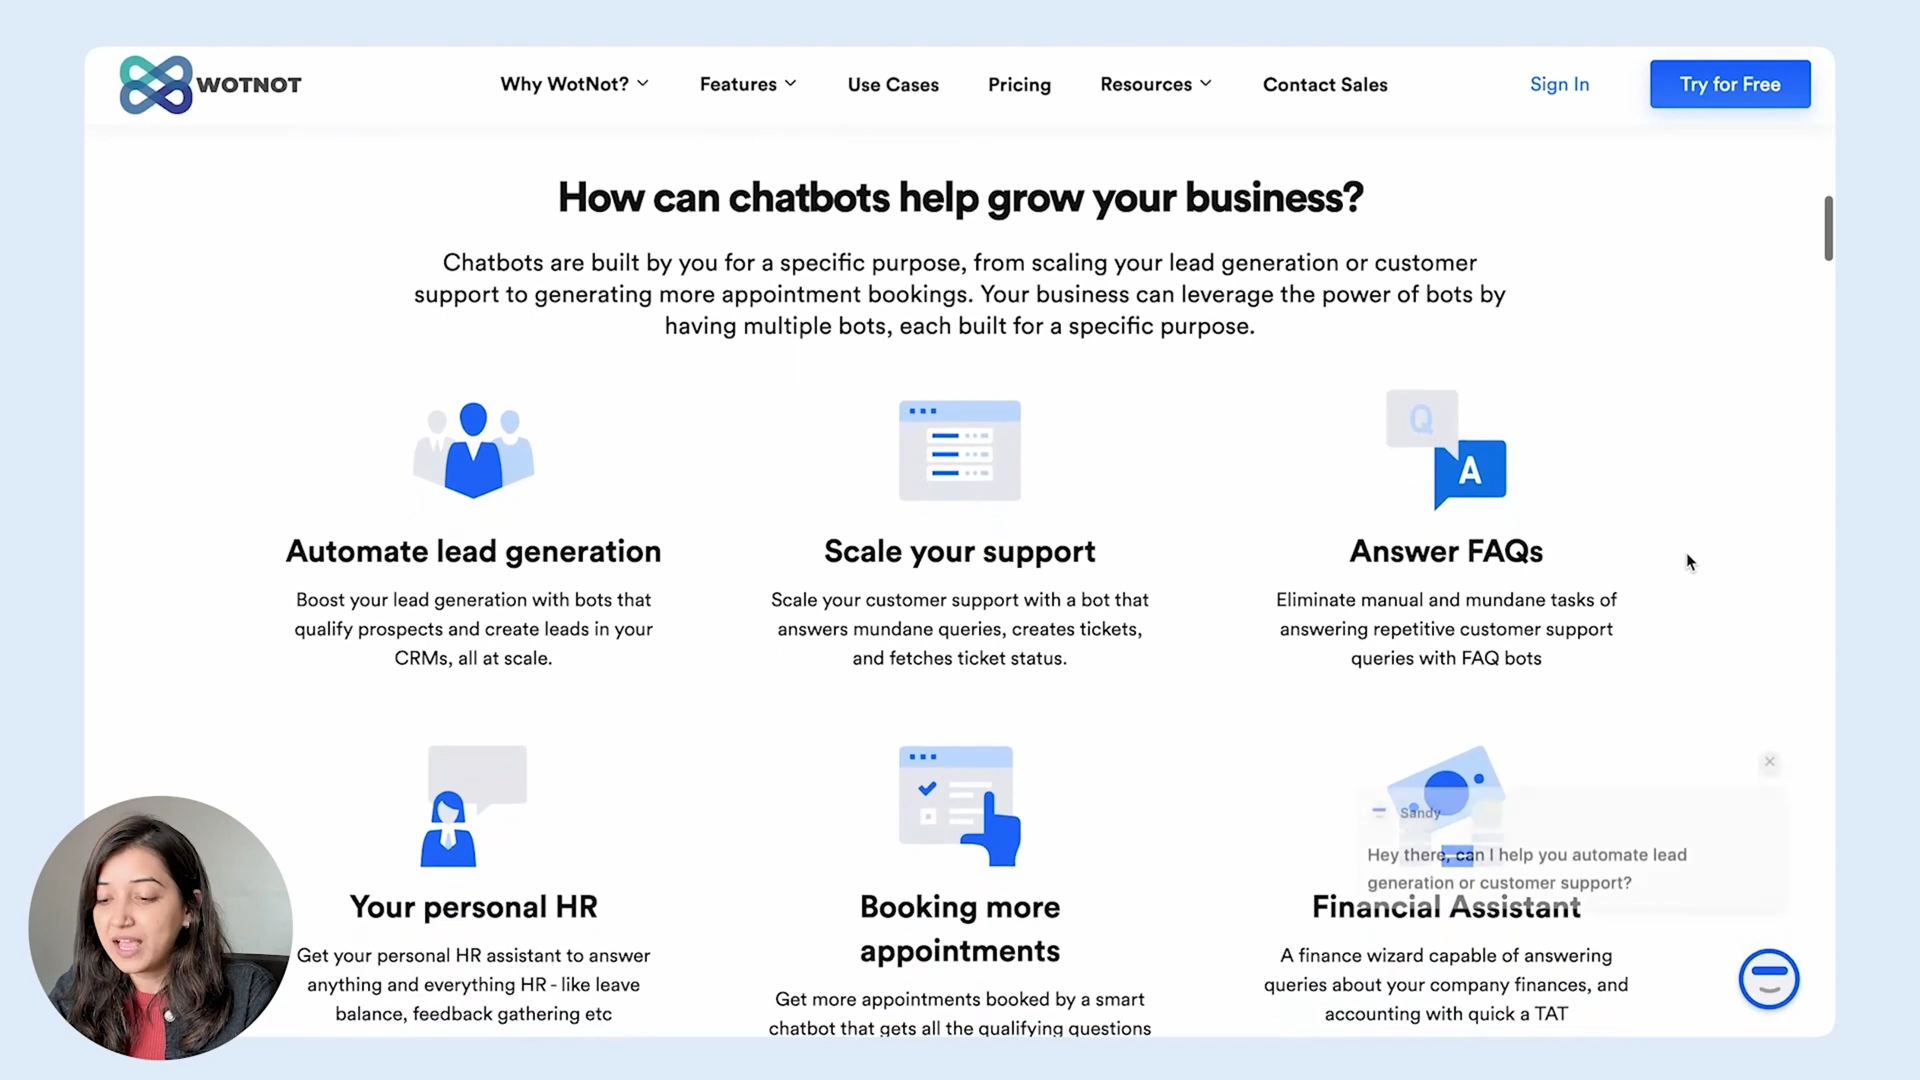 WOTNOT
Why WotNot?
Features
Use Cases
Pricing
Resources
Contact Sales
Sign In
Try for Free
How can chatbots help grow your business?
Chatbots are built by you for a specific purpose, from scaling your lead generation or customer
support to generating more appointment bookings. Your business can leverage the power of bots by
having multiple bots, each built for a specific purpose.
Q
A
Automate lead generation
Boost your lead generation with bots that
qualify prospects and create leads in your
CRMs, all at scale.
Scale your support
Scale your customer support with a bot that
answers mundane queries, creates tickets,
and fetches ticket status.
Answer FAQs
Eliminate manual and mundane tasks of
answering repetitive customer support
queries with FAQ bots
Your personal HR
Get your personal HR assistant to answer
anything and everything HR - like leave
balance, feedback gathering etc
Booking more
appointments
Get more appointments booked by a smart
chatbot that gets all the qualifying questions
Sandy
Hey there, can I help you automate lead
generation or customer support?
Financial Assistant
A finance wizard capable of answering
queries about your company finances, and
accounting with quick a TAT